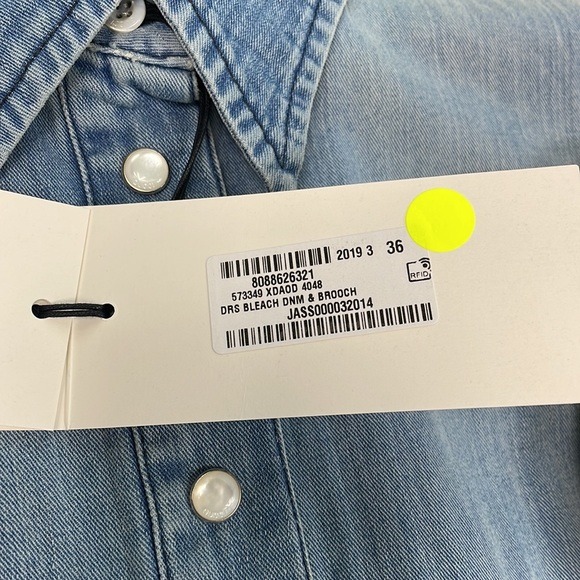 2019 3 36
8088626321
573349 XDAOD 4048
RFID
DRS BLEACH DNM & BROOCH
JASS000032014